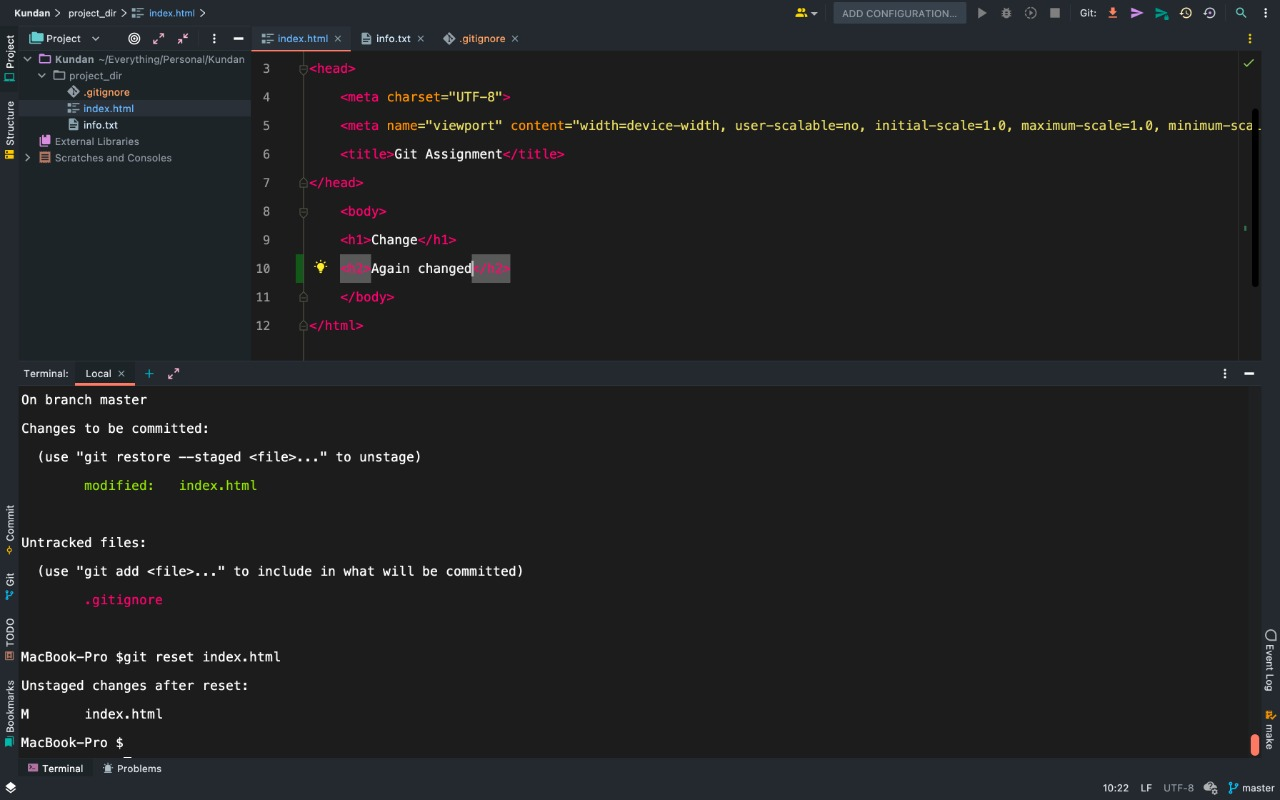 Kundan
project_dir
index.html
ADD CONFIGURATION...
Git:
Project
index.html
info.txt
.gitignore
Project
Kundan ~/Everything/Personal/Kundan
project_dir
.gitignore
index.html
info.txt
External Libraries
Scratches and Consoles
Structure
3 <head>
4 <meta charset="UTF-8">
5 <meta name="viewport" content="width=device-width, user-scalable=no, initial-scale=1.0, maximum-scale=1.0, minimum-sca
6 <title>Git Assignment</title>
7 </head>
8 <body>
9 <h1>Change</h1>
10 <h2>Again changed</h2>
11 </body>
12 </html>
Terminal:
Local
On branch master
Changes to be committed:
(use "git restore --staged <file>..." to unstage)
modified: index.html
Untracked files:
(use "git add <file>..." to include in what will be committed)
.gitignore
MacBook-Pro $git reset index.html
Unstaged changes after reset:
M index.html
MacBook-Pro $
Commit
Git
TODO
Bookmarks
Event Log
make
Terminal
Problems
10:22 LF UTF-8 master